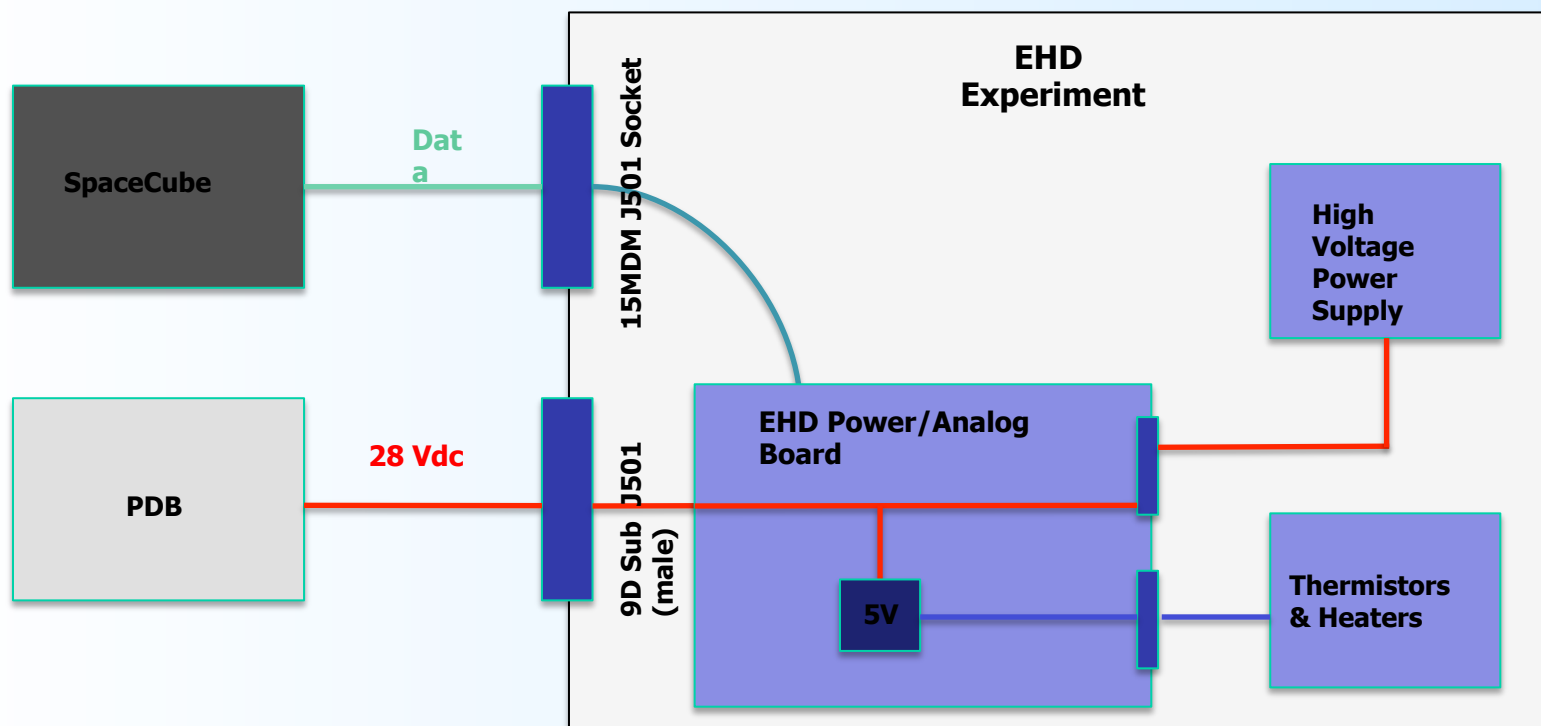 EHD
Experiment
SpaceCube
Dat
a
15MDM J501 Socket
High
Voltage
Power
Supply
PDB
28 Vdc
9D Sub J501
(male)
EHD Power/Analog
Board
5V
Thermistors
& Heaters